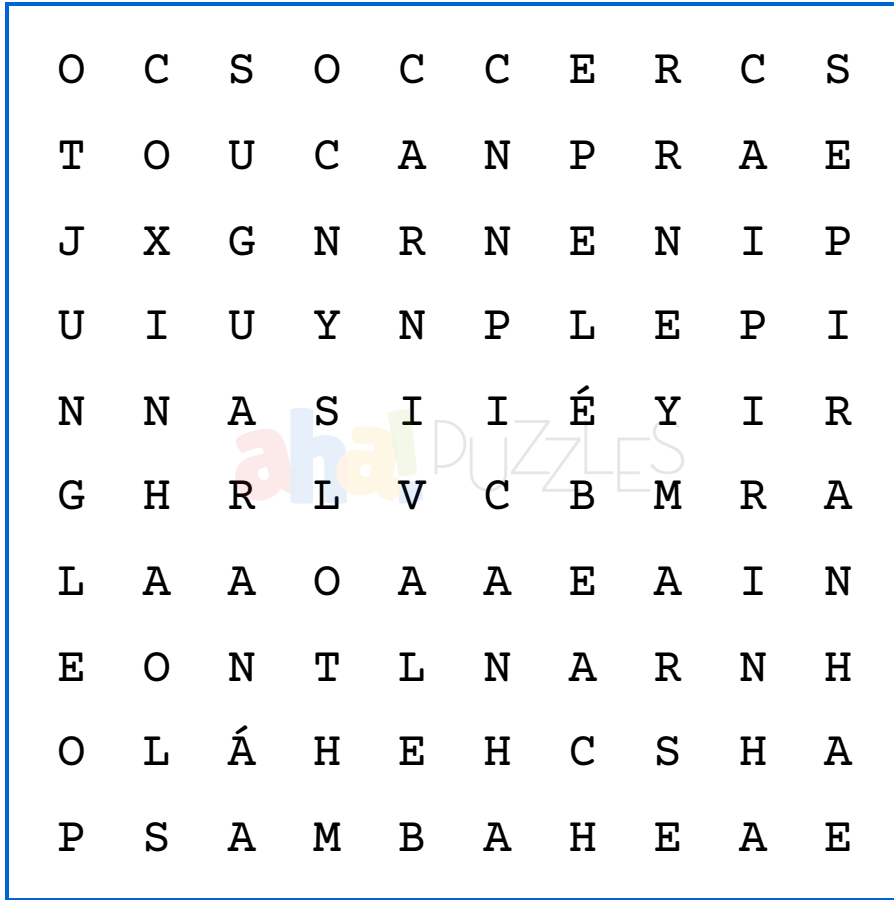 O C S O C C E R C S
T O U C A N P R A E
J X G N R N E N I P
U I U Y N P L E P I
N N A S I I É Y I R
G H R L V C B M R A
L A A O A A E A I N
E O N T L N A R N H
O L Á H E H C S H A
P S A M B A H E A E
aha! PUZZLES